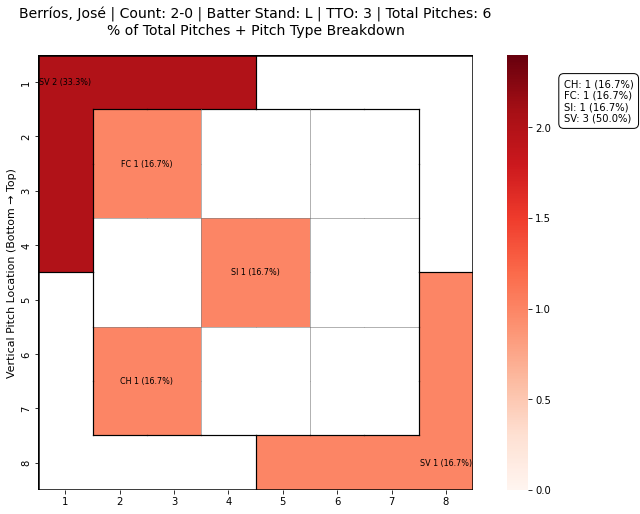 Berríos, José | Count: 2-0 | Batter Stand: L | TTO: 3 | Total Pitches: 6
% of Total Pitches + Pitch Type Breakdown
Vertical Pitch Location (Bottom → Top)
1
2
3
4
5
6
7
8
SV 2 (33.3%)
FC 1 (16.7%)
SI 1 (16.7%)
CH 1 (16.7%)
SV 1 (16.7%)
1
2
3
4
5
6
7
8
2.0
1.5
1.0
0.5
0.0
CH: 1 (16.7%)
FC: 1 (16.7%)
SI: 1 (16.7%)
SV: 3 (50.0%)